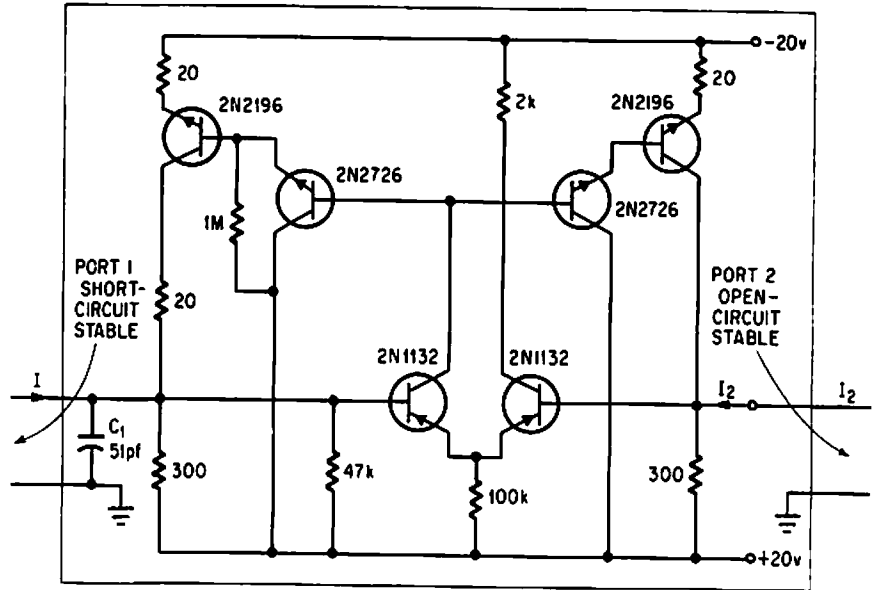 −20v
20
2N2196
2k
2N2196
20
2N2726
2N2726
1M
PORT 1
SHORT-
CIRCUIT
STABLE
20
PORT 2
OPEN-
CIRCUIT
STABLE
2N1132
2N1132
I
I2
I2
C1
51pf
300
47k
100k
300
+20v